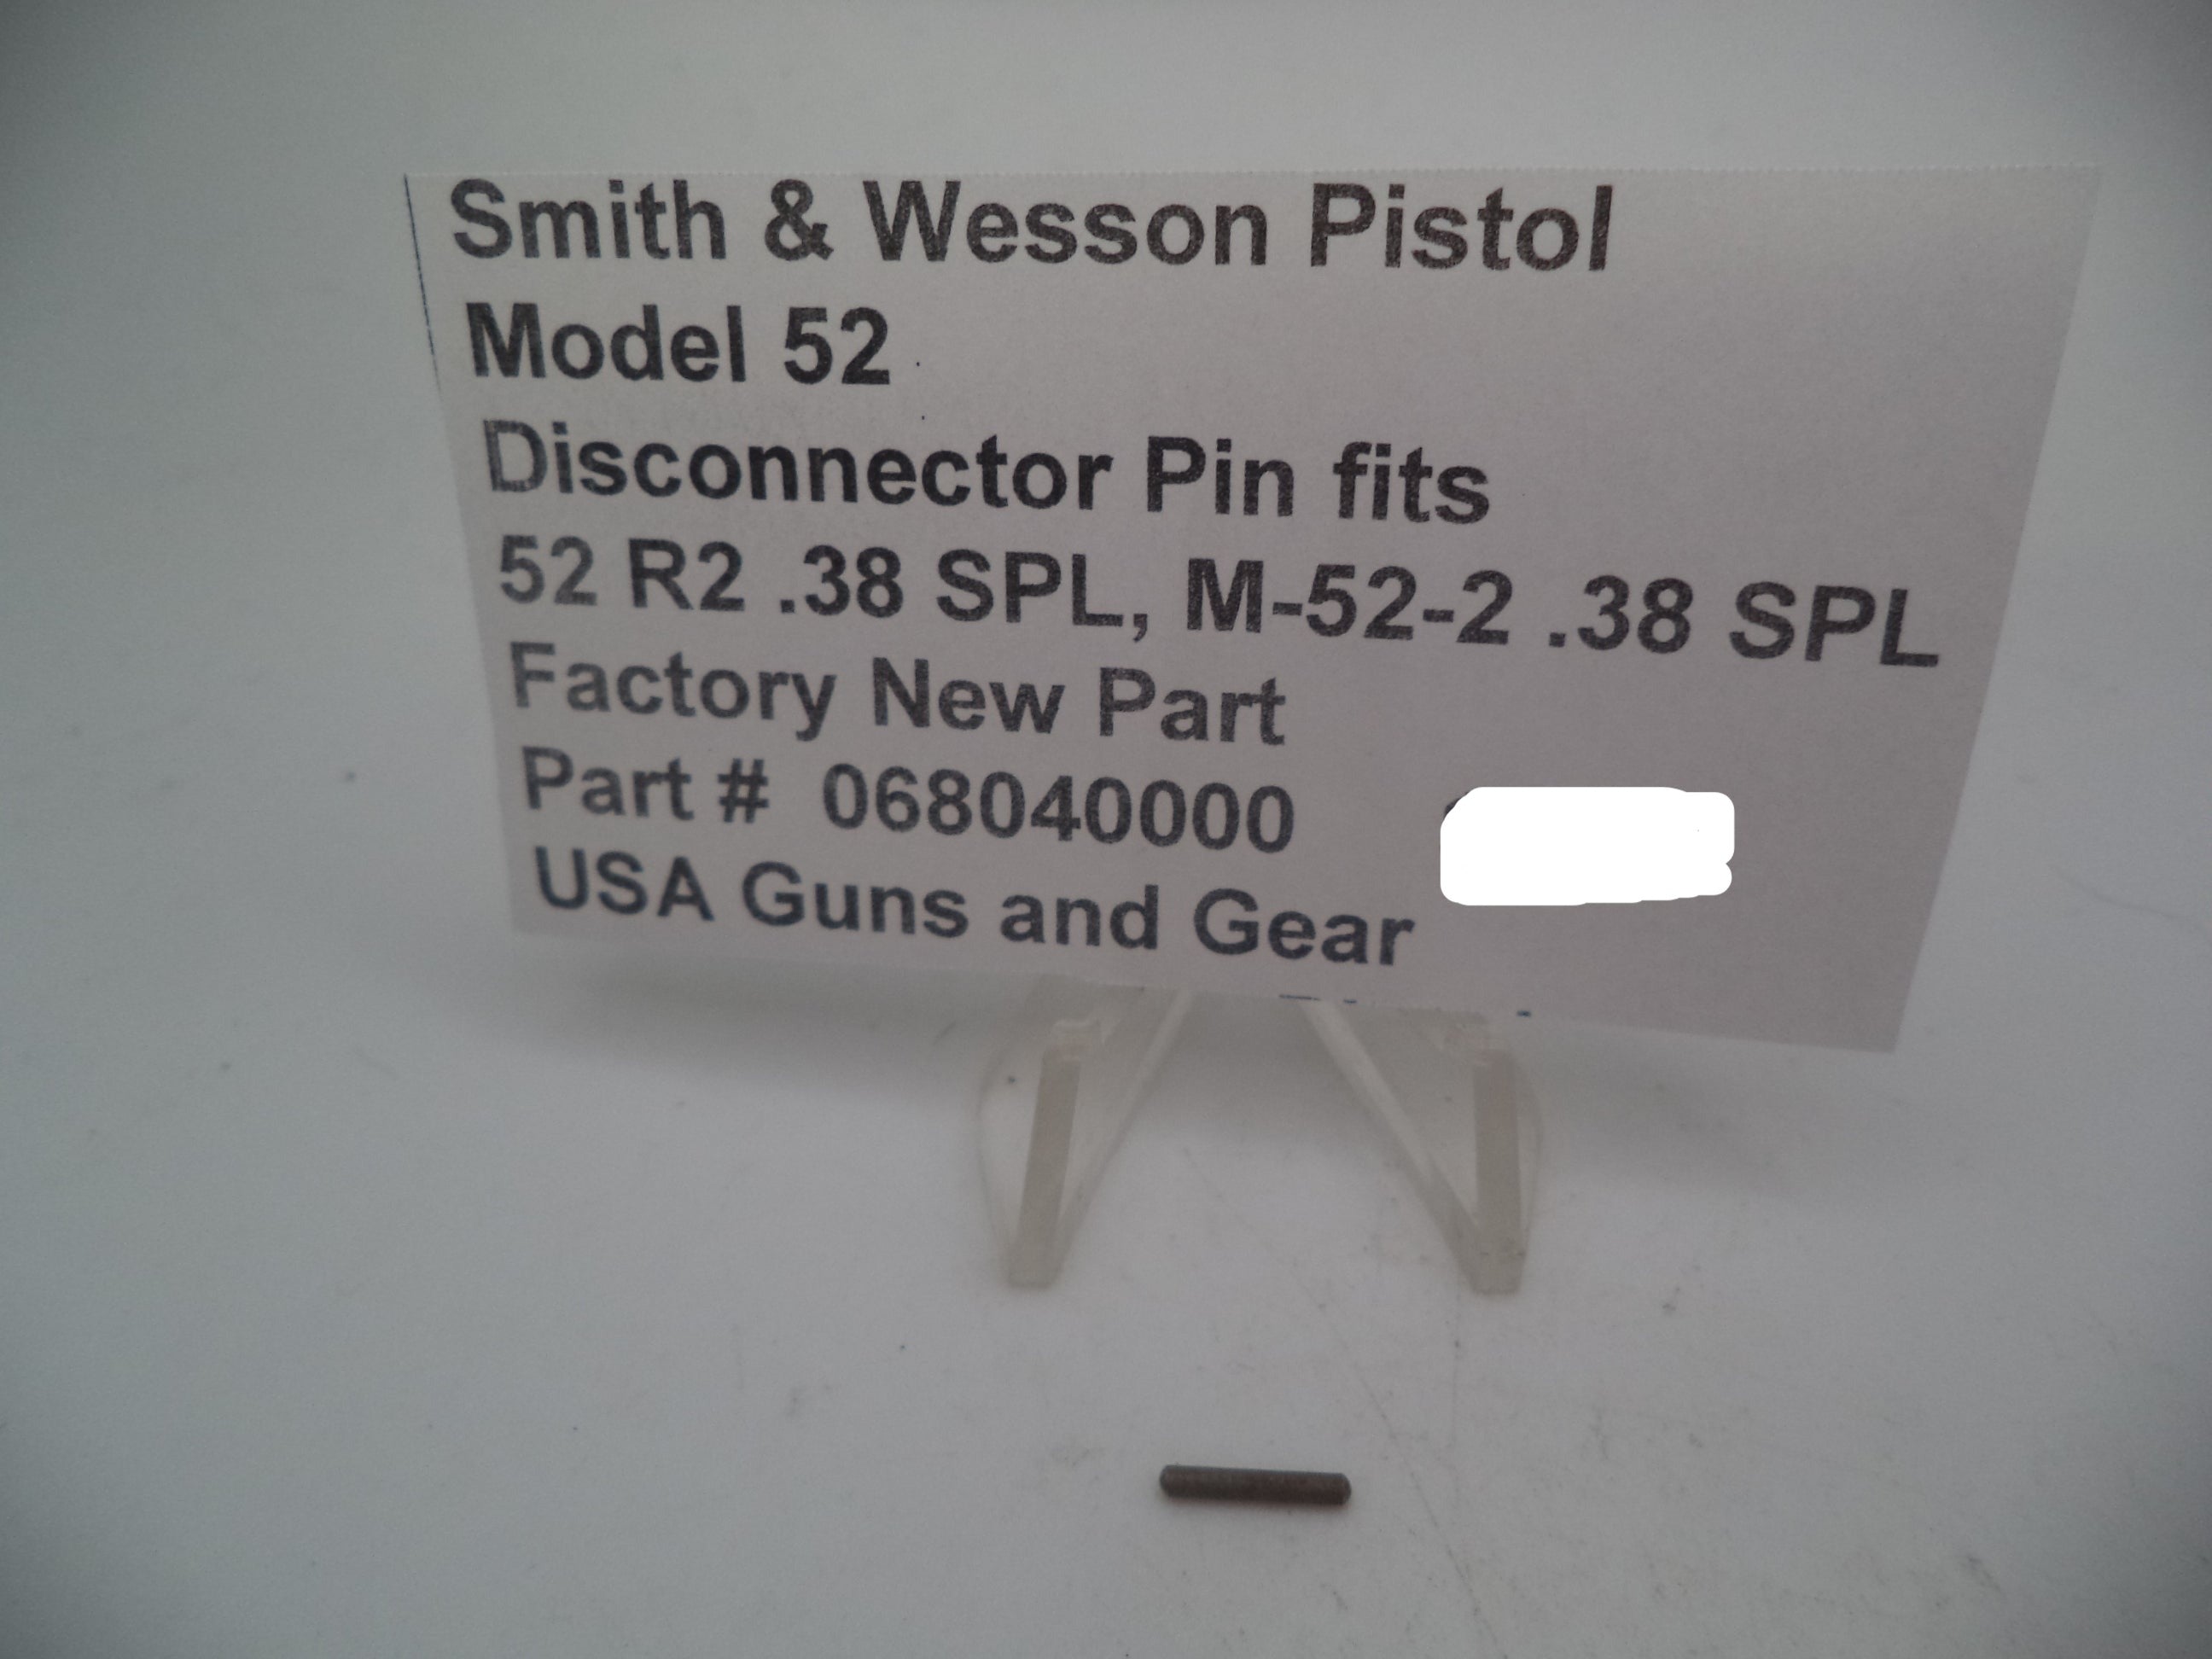 Smith & Wesson Pistol
Model 52
Disconnector Pin fits
52 R2 .38 SPL, M-52-2 .38 SPL
Factory New Part
Part # 068040000
USA Guns and Gear